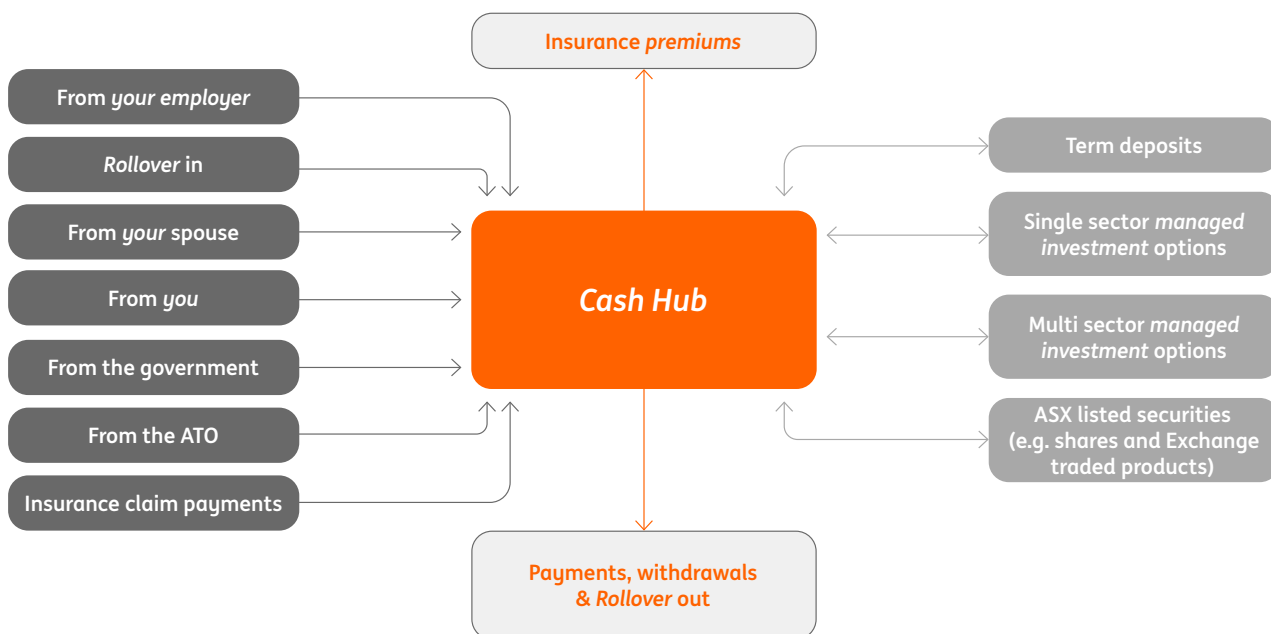 Insurance premiums
From your employer
Rollover in
From your spouse
From you
From the government
From the ATO
Insurance claim payments
Cash Hub
Term deposits
Single sector managed
investment options
Multi sector managed
investment options
ASX listed securities
(e.g. shares and Exchange
traded products)
Payments, withdrawals
& Rollover out